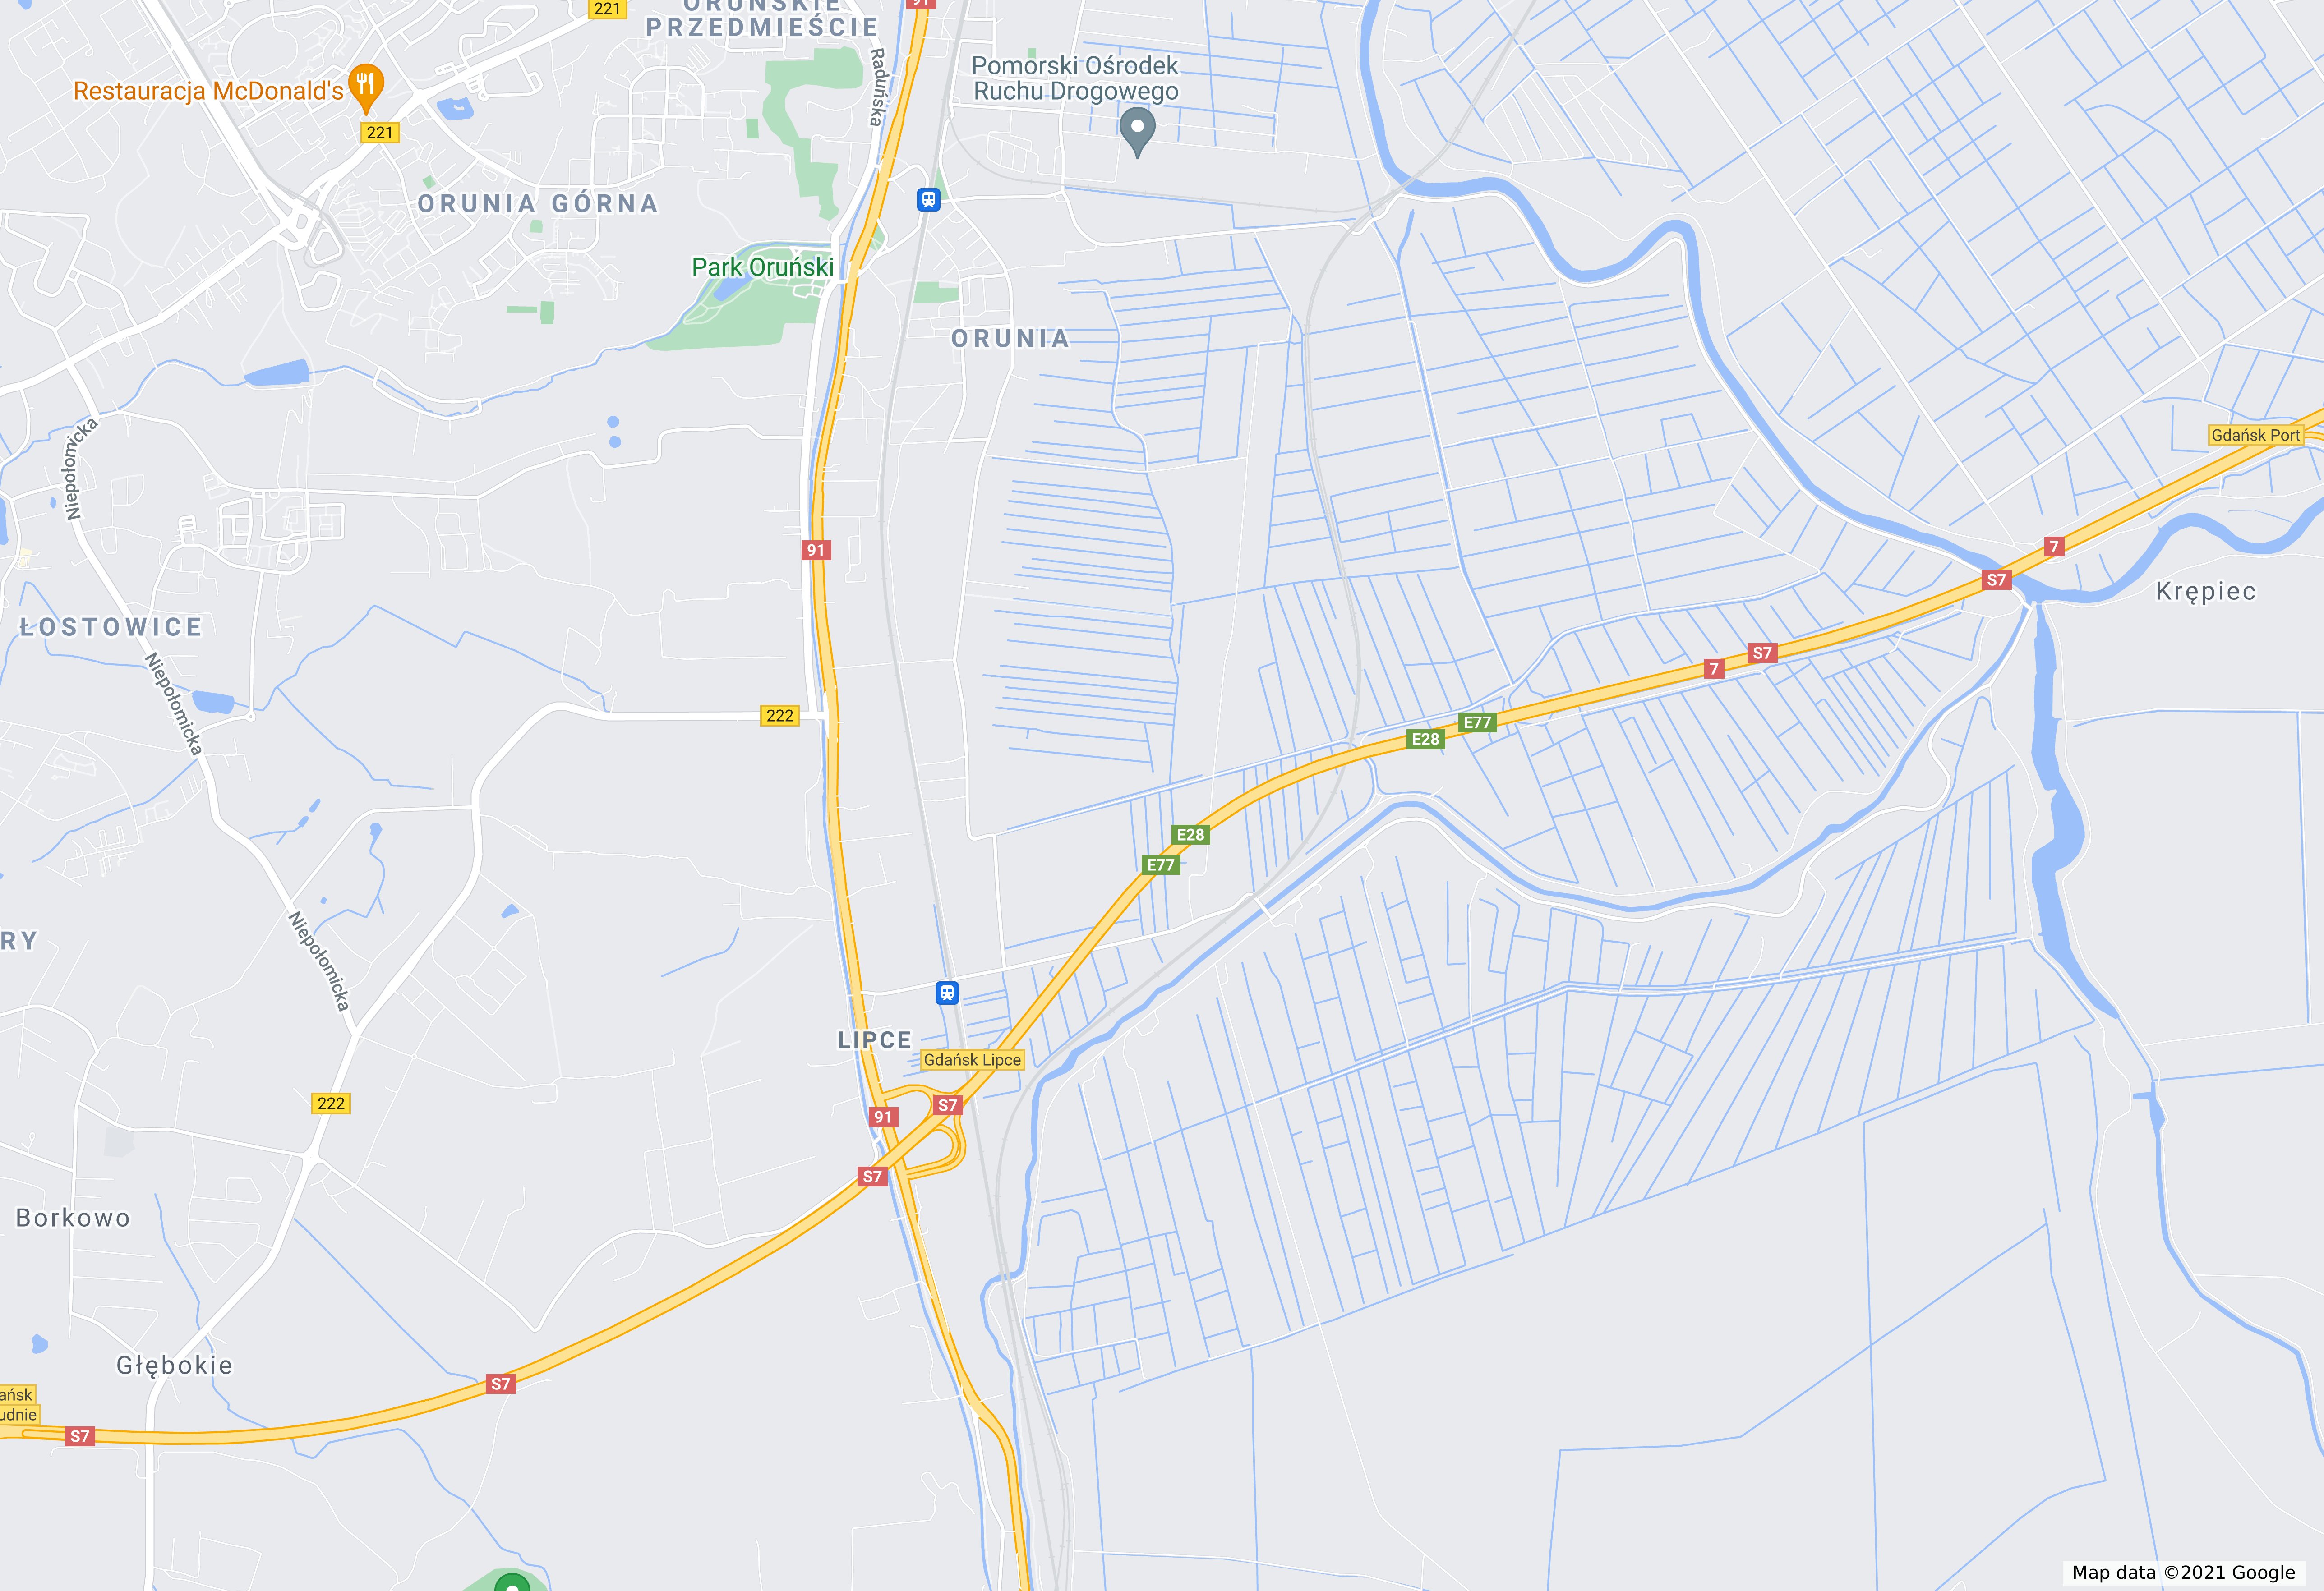 221
ORUŃSKIE
PRZEDMIEŚCIE
91
Raduńska
Pomorski Ośrodek
Ruchu Drogowego
Restauracja McDonald's
221
ORUNIA GÓRNA
Park Oruński
ORUNIA
Gdańsk Port
Niepołomicka
91
7
S7
Krępiec
ŁOSTOWICE
S7
7
Niepołomicka
222
E77
E28
E28
E77
RY
Niepołomicka
LIPCE
Gdańsk Lipce
222
S7
91
S7
Borkowo
Głębokie
S7
ańsk
udnie
S7
Map data ©2021 Google